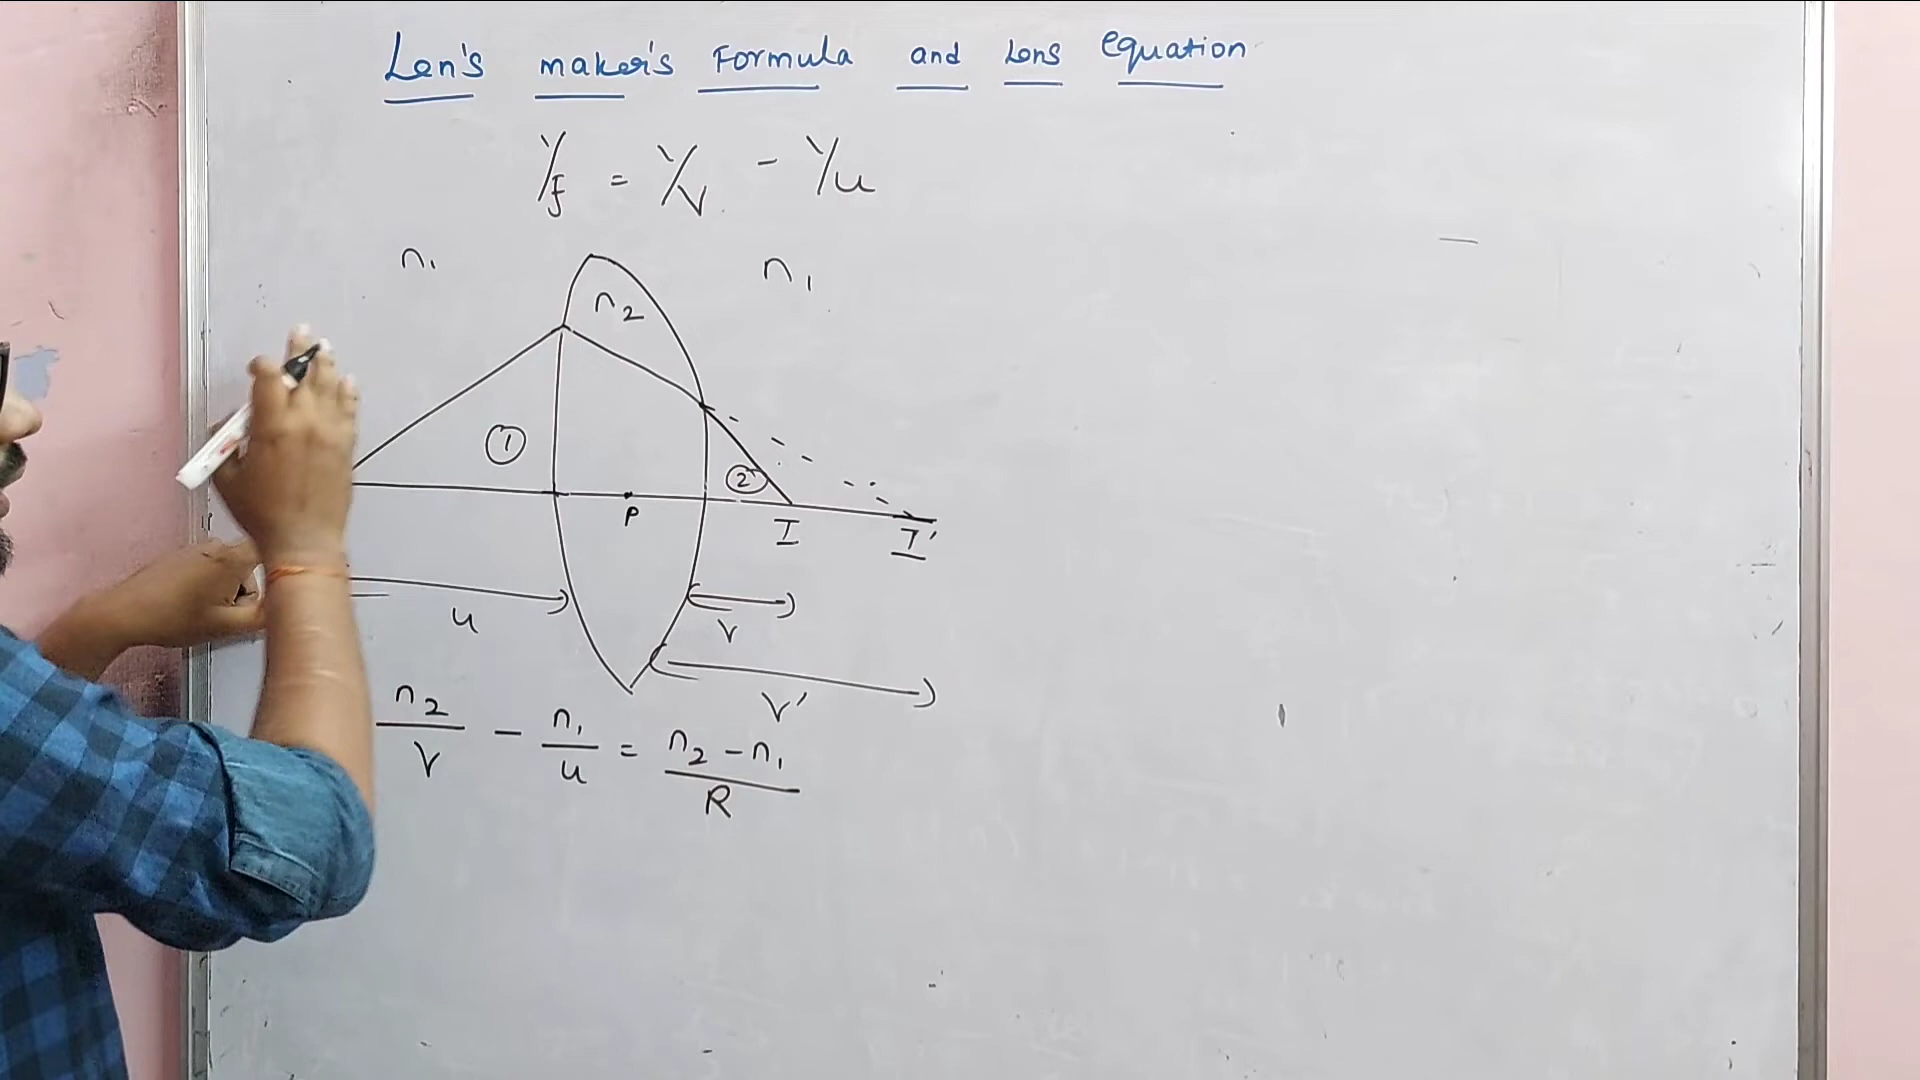 Len's maker's Formula and Lens equation
1/f = 1/v - 1/u
n1 n1
n2
1
2
P
I I'
u
v
v'
n2/v - n1/u = n2 - n1/R